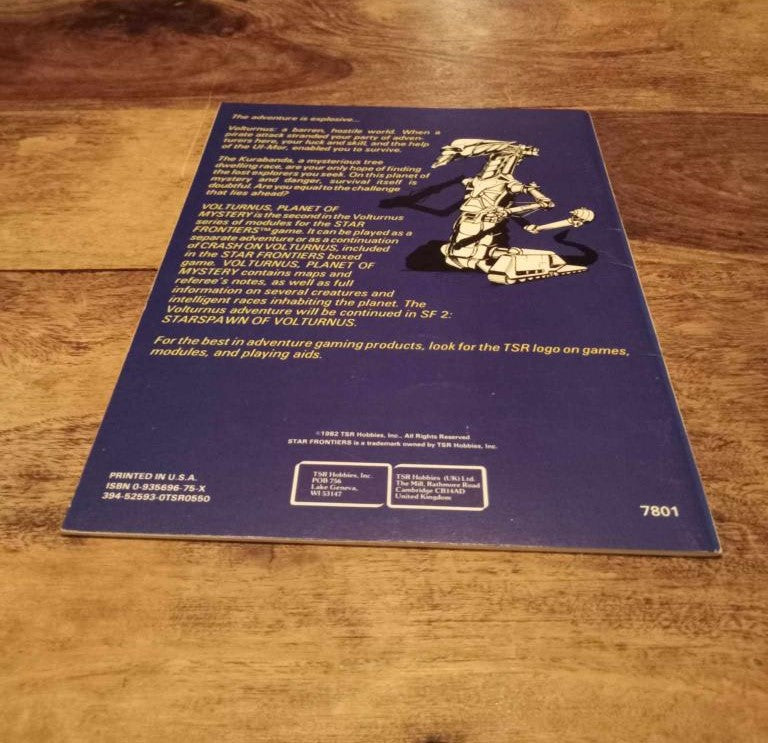 The adventure is explosive...
Volturnus: a barren, hostile world. When a
pirate attack stranded your party of adven-
turers here, your luck and skill, and the help
of the Ul-Mor, enabled you to survive.
The Kurabanda, a mysterious tree
dwelling race, are your only hope of finding
the lost explorers you seek. On this planet of
mystery and danger, survival itself is
doubtful. Are you equal to the challenge
that lies ahead?
VOLTURNUS, PLANET OF
MYSTERY is the second in the Volturnus
series of modules for the STAR
FRONTIERS™ game. It can be played as a
separate adventure or as a continuation
of CRASH ON VOLTURNUS, included
in the STAR FRONTIERS boxed
game. VOLTURNUS, PLANET OF
MYSTERY contains maps and
referee's notes, as well as full
information on several creatures and
intelligent races inhabiting the planet. The
Volturnus adventure will be continued in SF 2:
STARSPAWN OF VOLTURNUS.
For the best in adventure gaming products, look for the TSR logo on games,
modules, and playing aids.
©1982 TSR Hobbies, Inc., All Rights Reserved
STAR FRONTIERS is a trademark owned by TSR Hobbies, Inc.
PRINTED IN U.S.A.
ISBN 0-935696-75-X
394-52593-0TSR0550
TSR Hobbies, Inc.
POB 756
Lake Geneva,
WI 53147
TSR Hobbies (UK) Ltd.
The Mill, Rathmore Road
Cambridge CB14AD
United Kingdom
7801